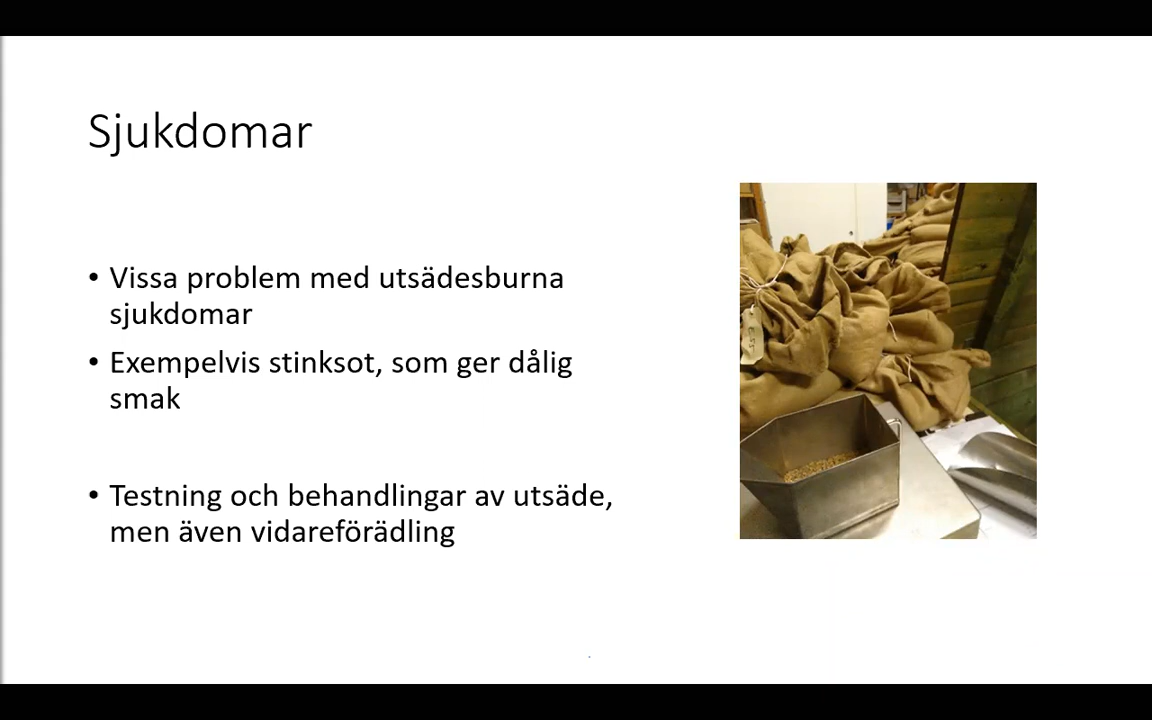 Sjukdomar
• Vissa problem med utsädesburna
sjukdomar
• Exempelvis stinksot, som ger dålig
smak
• Testning och behandlingar av utsäde,
men även vidareförädling